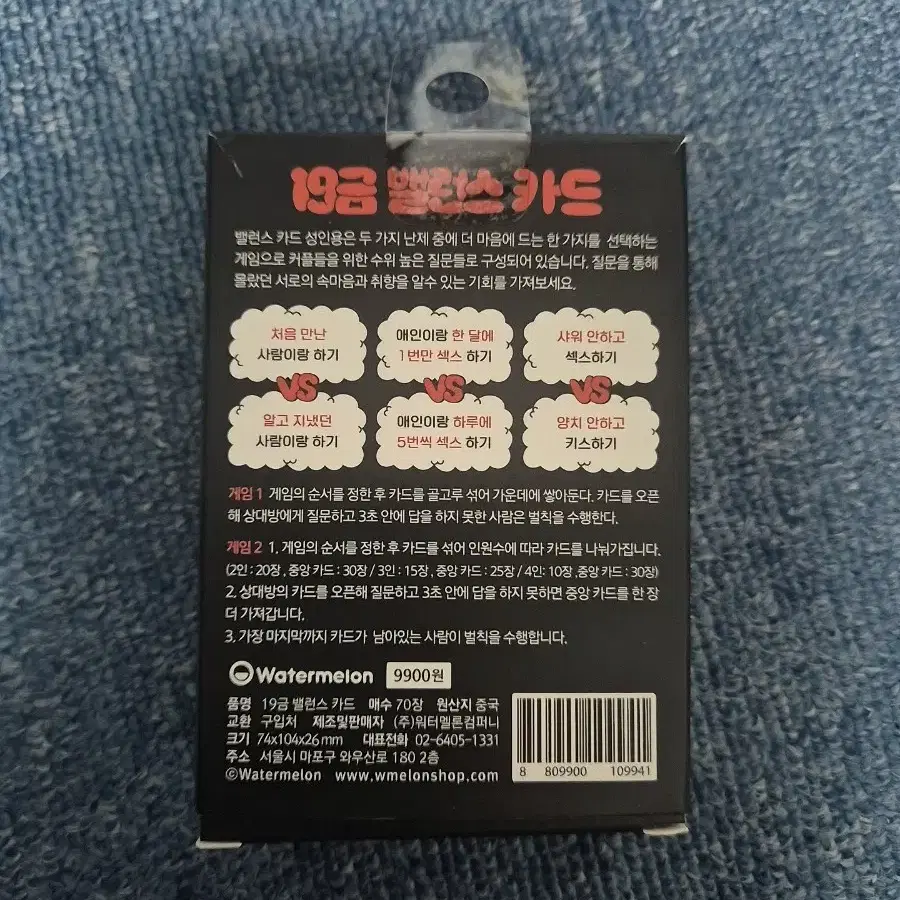 19금 밸런스 카드
밸런스 카드 성인용은 두 가지 난제 중에 더 마음에 드는 한 가지를 선택하는
게임으로 커플들을 위한 수위 높은 질문들로 구성되어 있습니다. 질문을 통해
몰랐던 서로의 속마음과 취향을 알수 있는 기회를 가져보세요.
처음 만난
사람이랑 하기
VS
알고 지냈던
사람이랑 하기
애인이랑 한 달에
1번만 섹스 하기
VS
애인이랑 하루에
5번씩 섹스 하기
샤워 안하고
섹스하기
VS
양치 안하고
키스하기
게임 1 게임의 순서를 정한 후 카드를 골고루 섞어 가운데에 쌓아둔다. 카드를 오픈
해 상대방에게 질문하고 3초 안에 답을 하지 못한 사람은 벌칙을 수행한다.
게임 2 1. 게임의 순서를 정한 후 카드를 섞어 인원수에 따라 카드를 나눠가집니다.
(2인 : 20장, 중앙 카드 : 30장 / 3인 : 15장, 중앙 카드 : 25장 / 4인: 10장, 중앙 카드 : 30장)
2. 상대방의 카드를 오픈해 질문하고 3초 안에 답을 하지 못하면 중앙 카드를 한 장
더 가져갑니다.
3. 가장 마지막까지 카드가 남아있는 사람이 벌칙을 수행합니다.
Watermelon 9900원
품명 19금 밸런스 카드 매수 70장 원산지 중국
교환 구입처 제조및판매자 (주)워터멜론컴퍼니
크기 74x104x26mm 대표전화 02-6405-1331
주소 서울시 마포구 와우산로 180 2층
©Watermelon www.wmelonshop.com
8 809900 109941